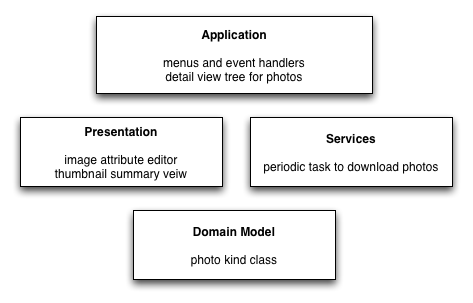 Application
menus and event handlers
detail view tree for photos
Presentation
image attribute editor
thumbnail summary veiw
Services
periodic task to download photos
Domain Model
photo kind class